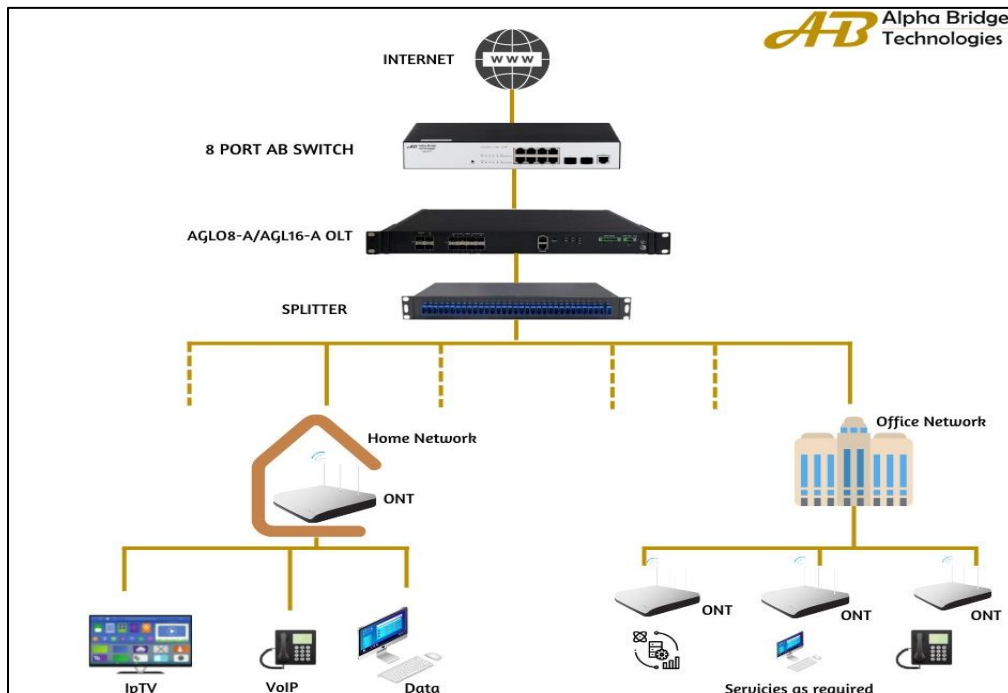 Alpha Bridge
Technologies
INTERNET
WWW
8 PORT AB SWITCH
AGLO8-A/AGL16-A OLT
SPLITTER
Home Network
Office Network
ONT
ONT
ONT
ONT
IpTV
VoIP
Data
Servicies as required